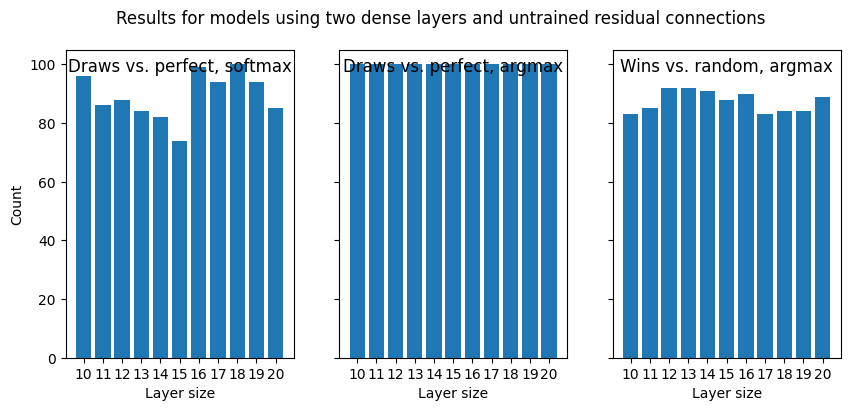 Results for models using two dense layers and untrained residual connections
Draws vs. perfect, softmax
Draws vs. perfect, argmax
Wins vs. random, argmax
100
80
60
40
20
0
Count
10 11 12 13 14 15 16 17 18 19 20
10 11 12 13 14 15 16 17 18 19 20
10 11 12 13 14 15 16 17 18 19 20
Layer size
Layer size
Layer size